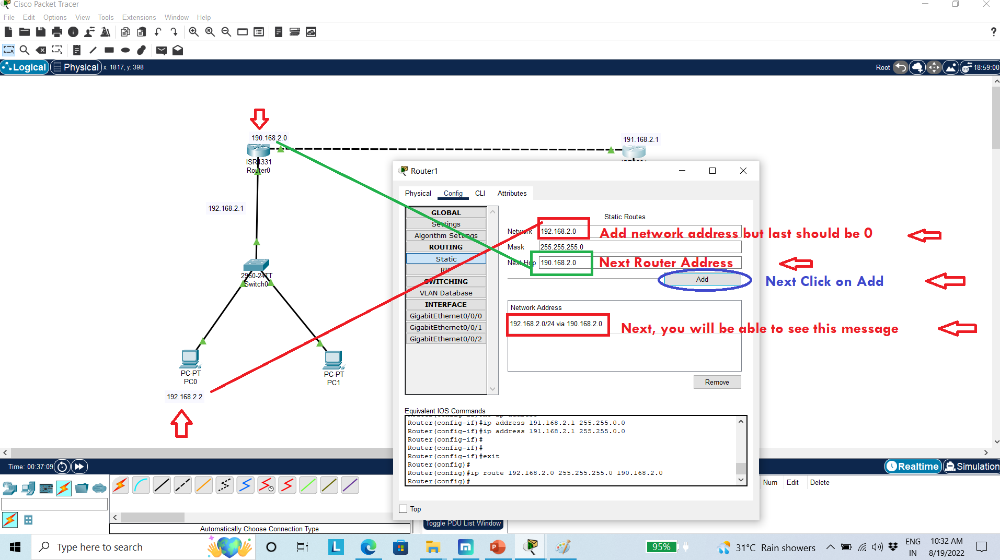 Cisco Packet Tracer
File Edit Options View Tools Extensions Window Help
?
Logical Physical x: 1817, y: 398 Root 18:59:00
190.168.2.0
191.168.2.1
ISR4331
Router0
192.168.2.1
2960-24TT
Switch0
PC-PT
PC0
PC-PT
PC1
192.168.2.2
Router1
Physical Config CLI Attributes
GLOBAL
Settings
Algorithm Settings
ROUTING
Static
RIP
SWITCHING
VLAN Database
INTERFACE
GigabitEthernet0/0/0
GigabitEthernet0/0/1
GigabitEthernet0/0/2
Static Routes
Network 192.168.2.0 Add network address but last should be 0
Mask 255.255.255.0
Next Hop 190.168.2.0 Next Router Address
Add Next Click on Add
Network Address
192.168.2.0/24 via 190.168.2.0 Next, you will be able to see this message
Remove
Equivalent IOS Commands
Router(config-if)#ip address 191.168.2.1 255.255.0.0
Router(config-if)#ip address 191.168.2.1 255.255.0.0
Router(config-if)#
Router(config-if)#
Router(config-if)#exit
Router(config)#
Router(config)#ip route 192.168.2.0 255.255.255.0 190.168.2.0
Router(config)#
Top
Time: 00:37:09 Realtime Simulation
Num Edit Delete
Automatically Choose Connection Type
Toggle PDU List Window
Type here to search
95%
31°C Rain showers
ENG
IN
10:32 AM
8/19/2022